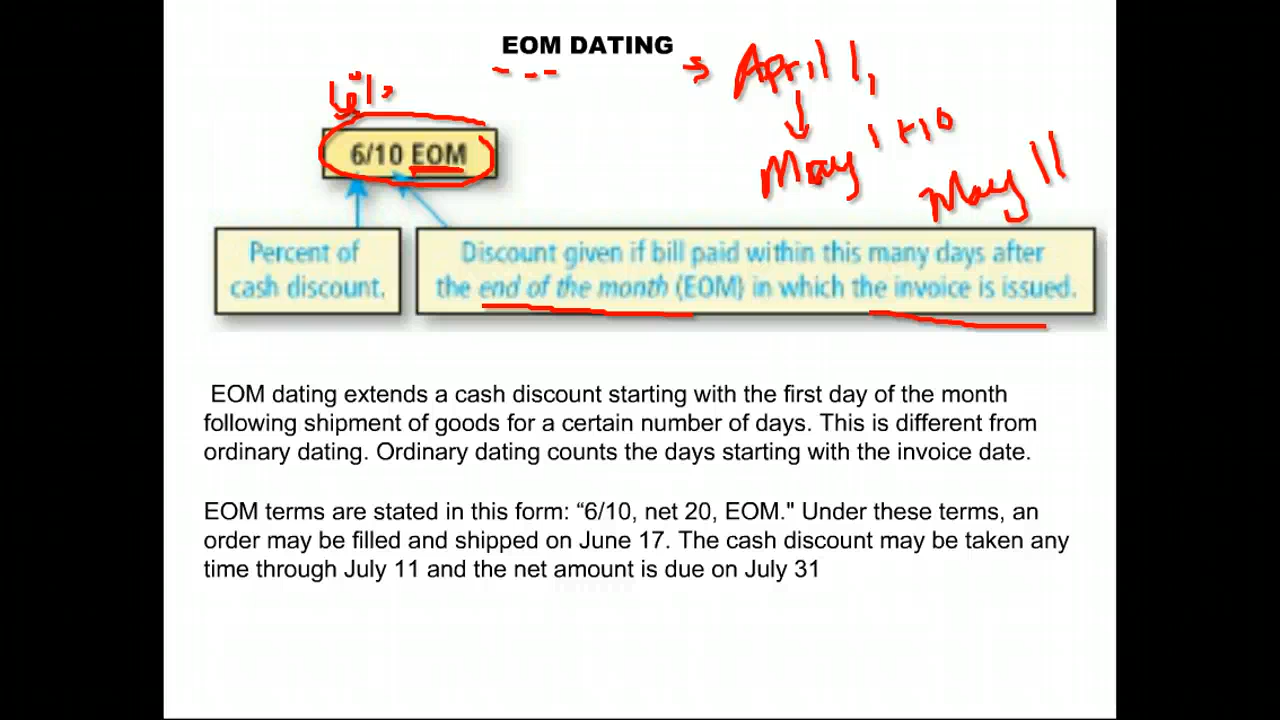 EOM DATING
→ April 1,
6%
May 1+10
6/10 EOM
May 11
Percent of
cash discount.
Discount given if bill paid within this many days after
the end of the month (EOM) in which the invoice is issued.
EOM dating extends a cash discount starting with the first day of the month
following shipment of goods for a certain number of days. This is different from
ordinary dating. Ordinary dating counts the days starting with the invoice date.
EOM terms are stated in this form: “6/10, net 20, EOM." Under these terms, an
order may be filled and shipped on June 17. The cash discount may be taken any
time through July 11 and the net amount is due on July 31